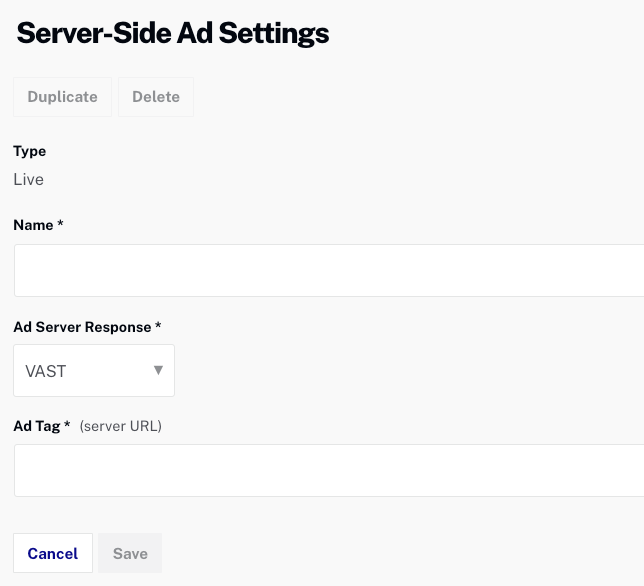 Server-Side Ad Settings
Duplicate Delete
Type
Live
Name *
Ad Server Response *
VAST
Ad Tag * (server URL)
Cancel Save